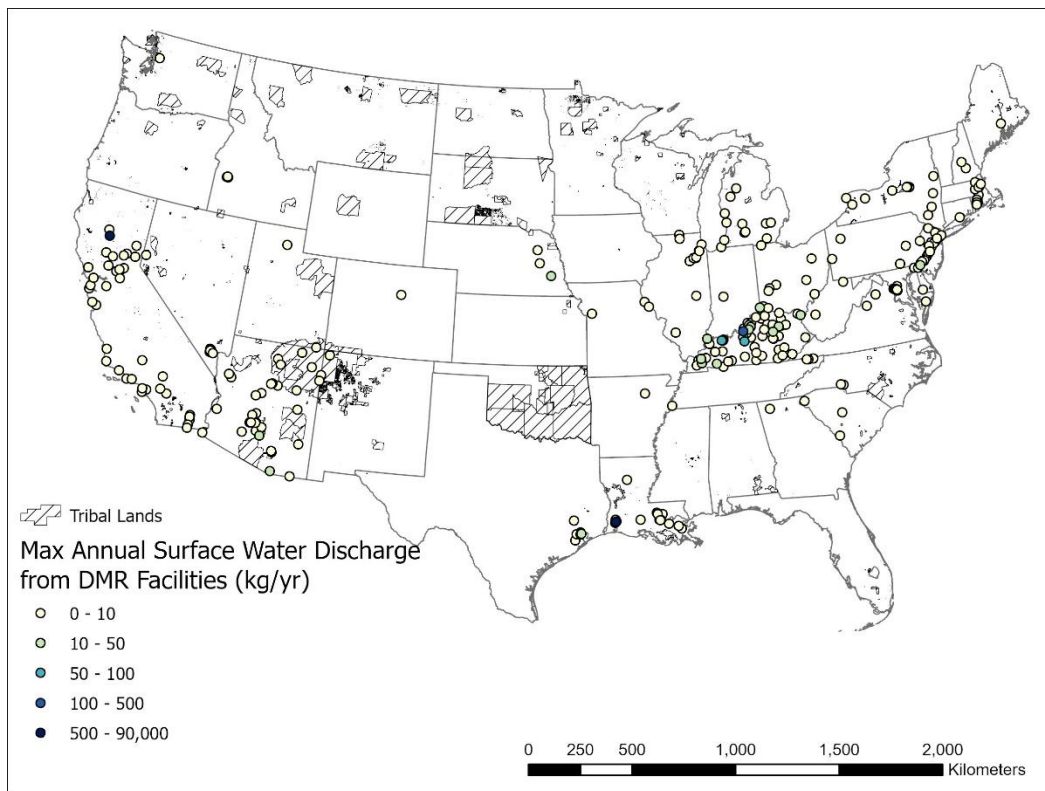 Tribal Lands
Max Annual Surface Water Discharge
from DMR Facilities (kg/yr)
0 - 10
10 - 50
50 - 100
100 - 500
500 - 90,000
0 250 500 1,000 1,500 2,000
Kilometers